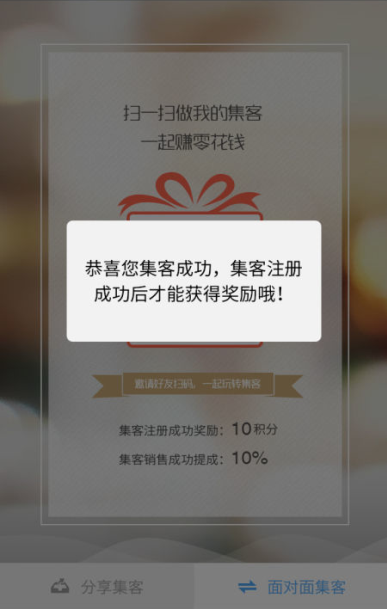 扫一扫做我的集客
一起赚零花钱
恭喜您集客成功，集客注册
成功后才能获得奖励哦！
邀请好友扫码，一起玩转集客
集客注册成功奖励：10积分
集客销售成功提成：10%
分享集客
面对面集客